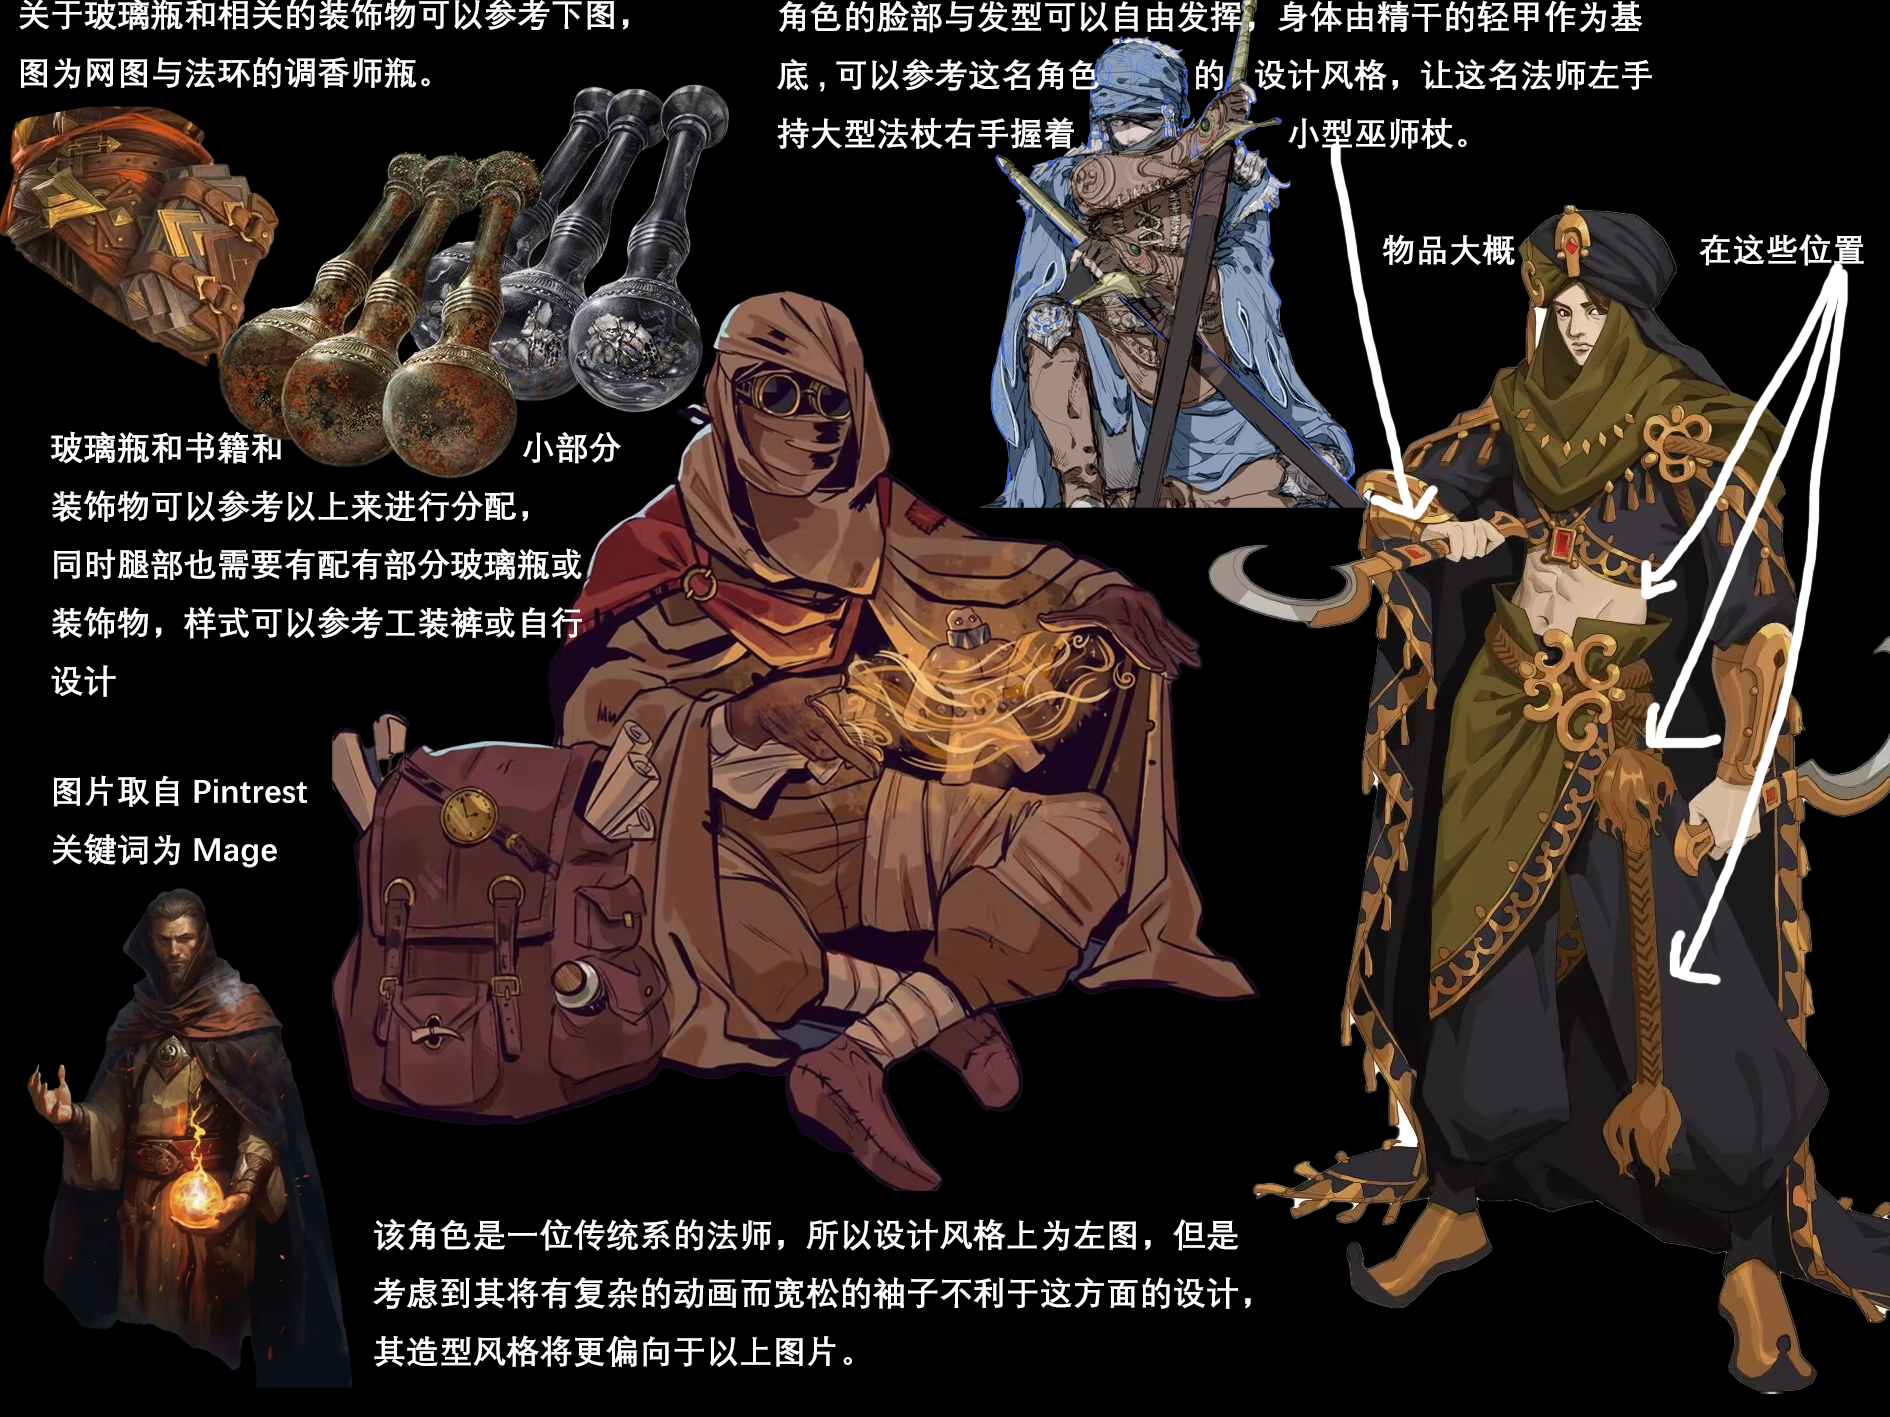 关于玻璃瓶和相关的装饰物可以参考下图，
图为网图与法环的调香师瓶。
角色的脸部与发型可以自由发挥，身体由精干的轻甲作为基
底，可以参考这名角色 的 设计风格，让这名法师左手
持大型法杖右手握着 小型巫师杖。
物品大概 在这些位置
玻璃瓶和书籍和 小部分
装饰物可以参考以上来进行分配，
同时腿部也需要有配有部分玻璃瓶或
装饰物，样式可以参考工装裤或自行
设计
图片取自 Pintrest
关键词为 Mage
该角色是一位传统系的法师，所以设计风格上为左图，但是
考虑到其将有复杂的动画而宽松的袖子不利于这方面的设计，
其造型风格将更偏向于以上图片。